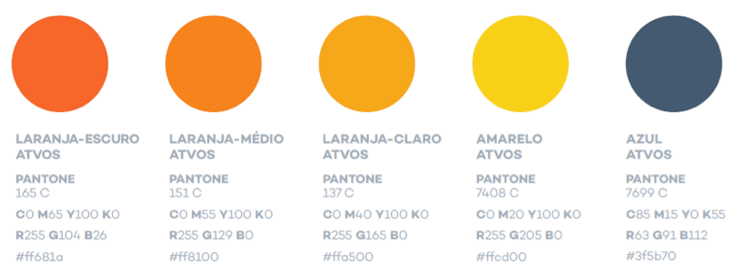 LARANJA-ESCURO
ATVOS
PANTONE
165 C
C0 M65 Y100 K0
R255 G104 B26
#ff681a
LARANJA-MÉDIO
ATVOS
PANTONE
151 C
C0 M55 Y100 K0
R255 G129 B0
#ff8100
LARANJA-CLARO
ATVOS
PANTONE
137 C
C0 M40 Y100 K0
R255 G165 B0
#ffa500
AMARELO
ATVOS
PANTONE
7408 C
C0 M20 Y100 K0
R255 G205 B0
#ffcd00
AZUL
ATVOS
PANTONE
7699 C
C85 M15 Y0 K55
R63 G91 B112
#3f5b70